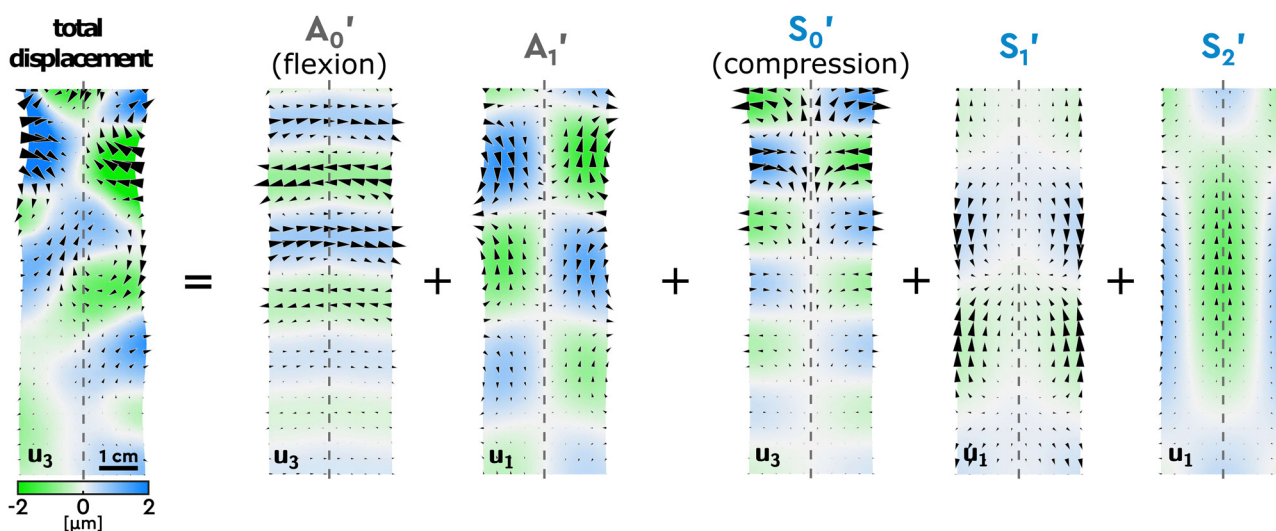 total
displacement
A₀'
(flexion)
A₁'
S₀'
(compression)
S₁'
S₂'
=
+
+
+
+
u₃
1 cm
u₃
u₁
u₃
u₁
u₁
-2 0 2
[µm]